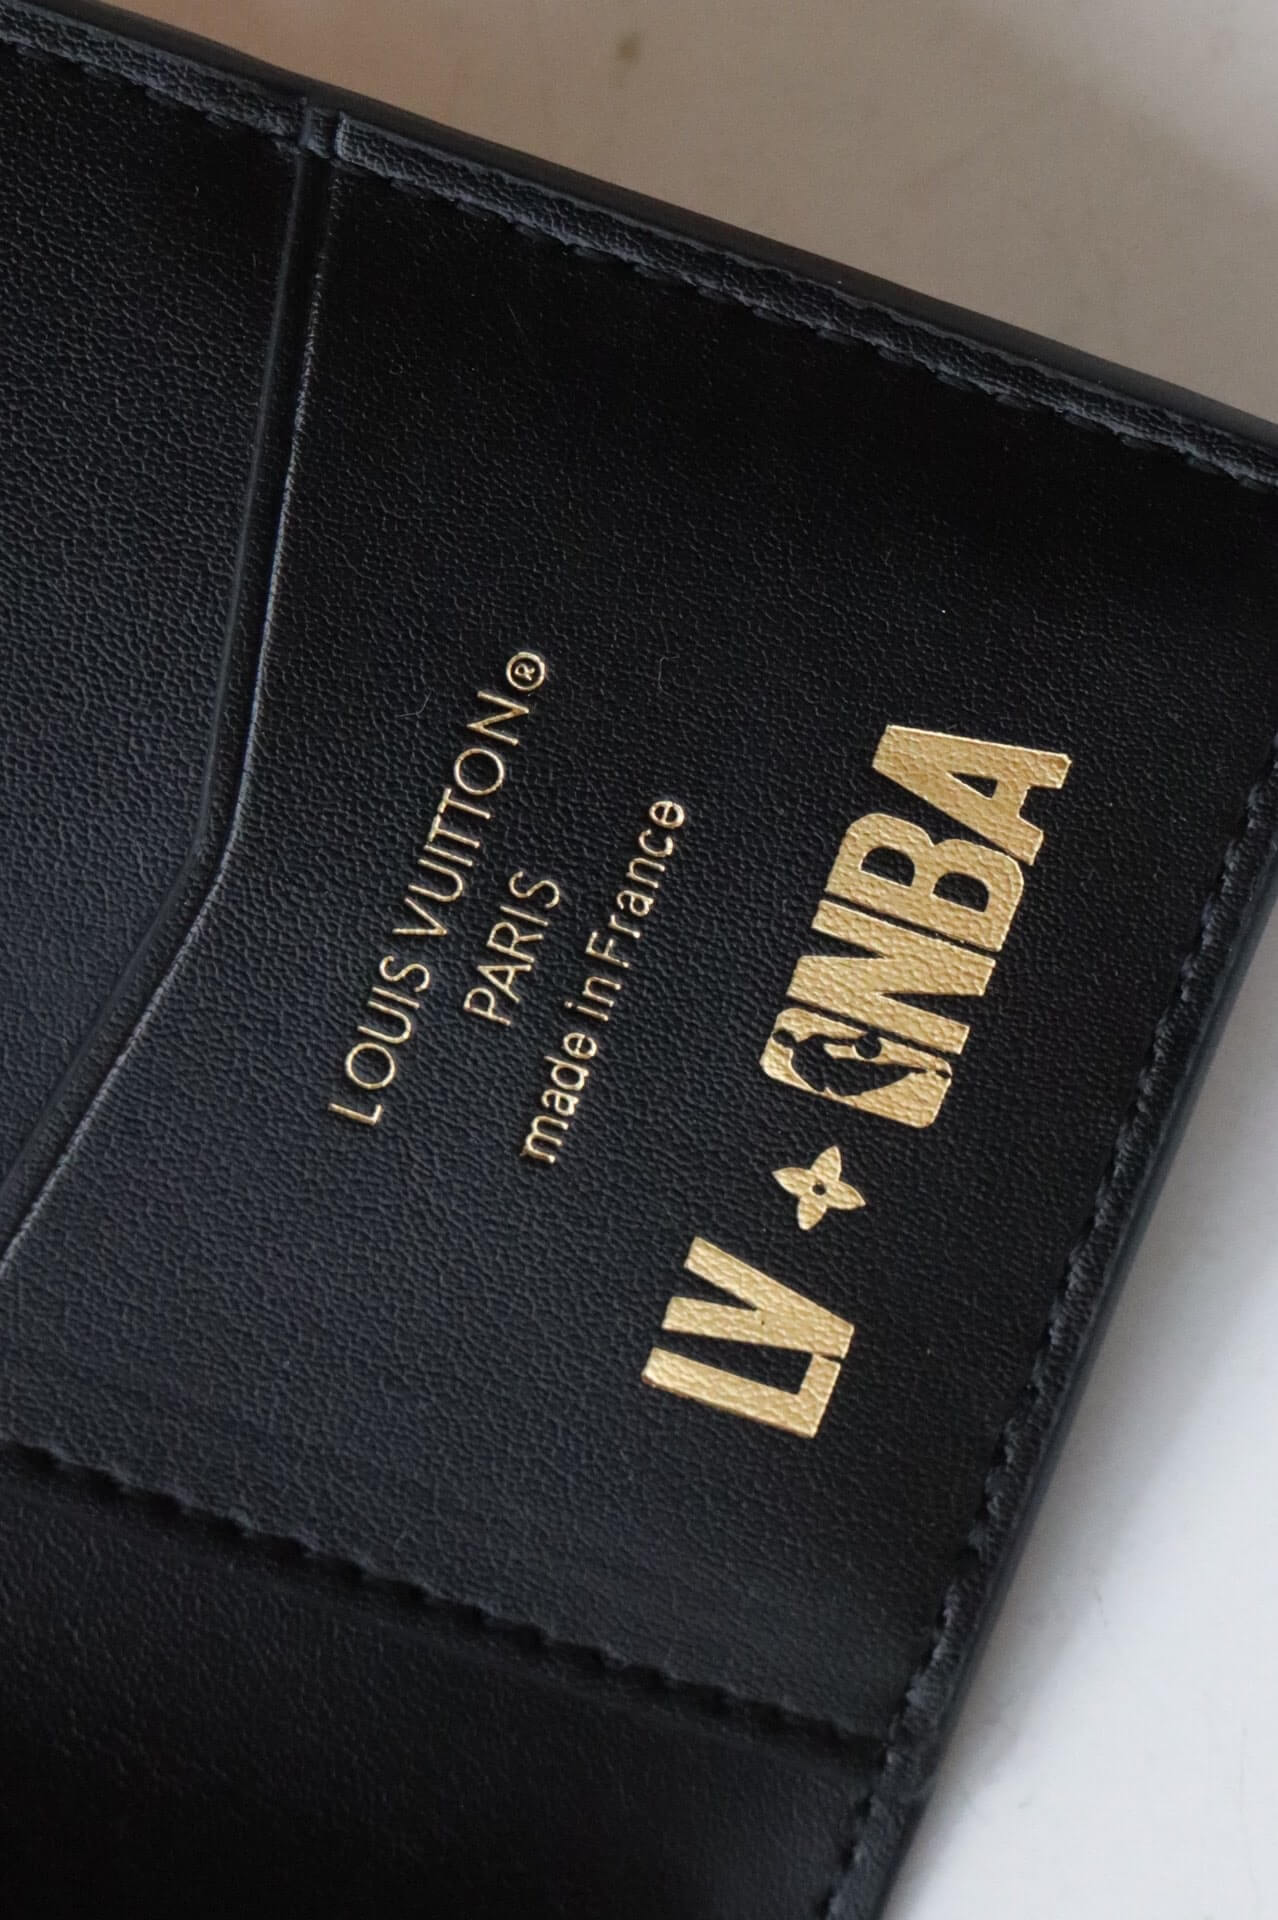 LOUIS VUITTON®
PARIS
made in France
LV NBA